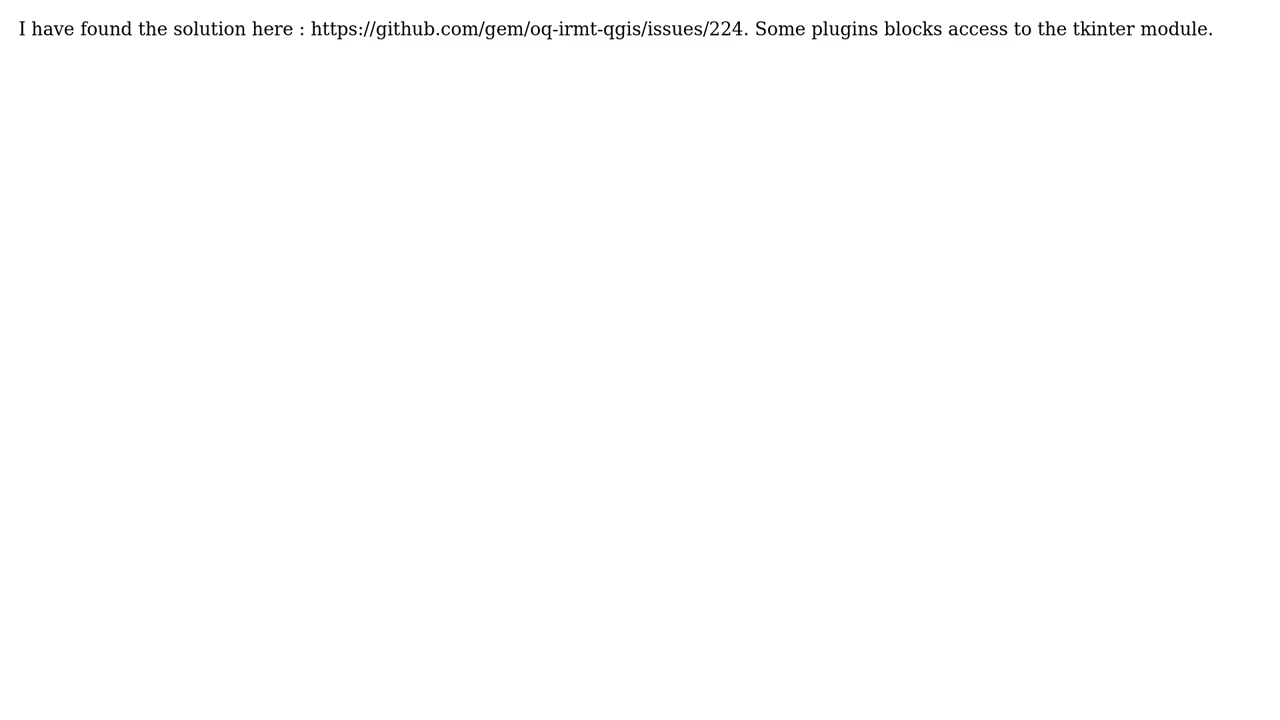 I have found the solution here : https://github.com/gem/oq-irmt-qgis/issues/224. Some plugins blocks access to the tkinter module.